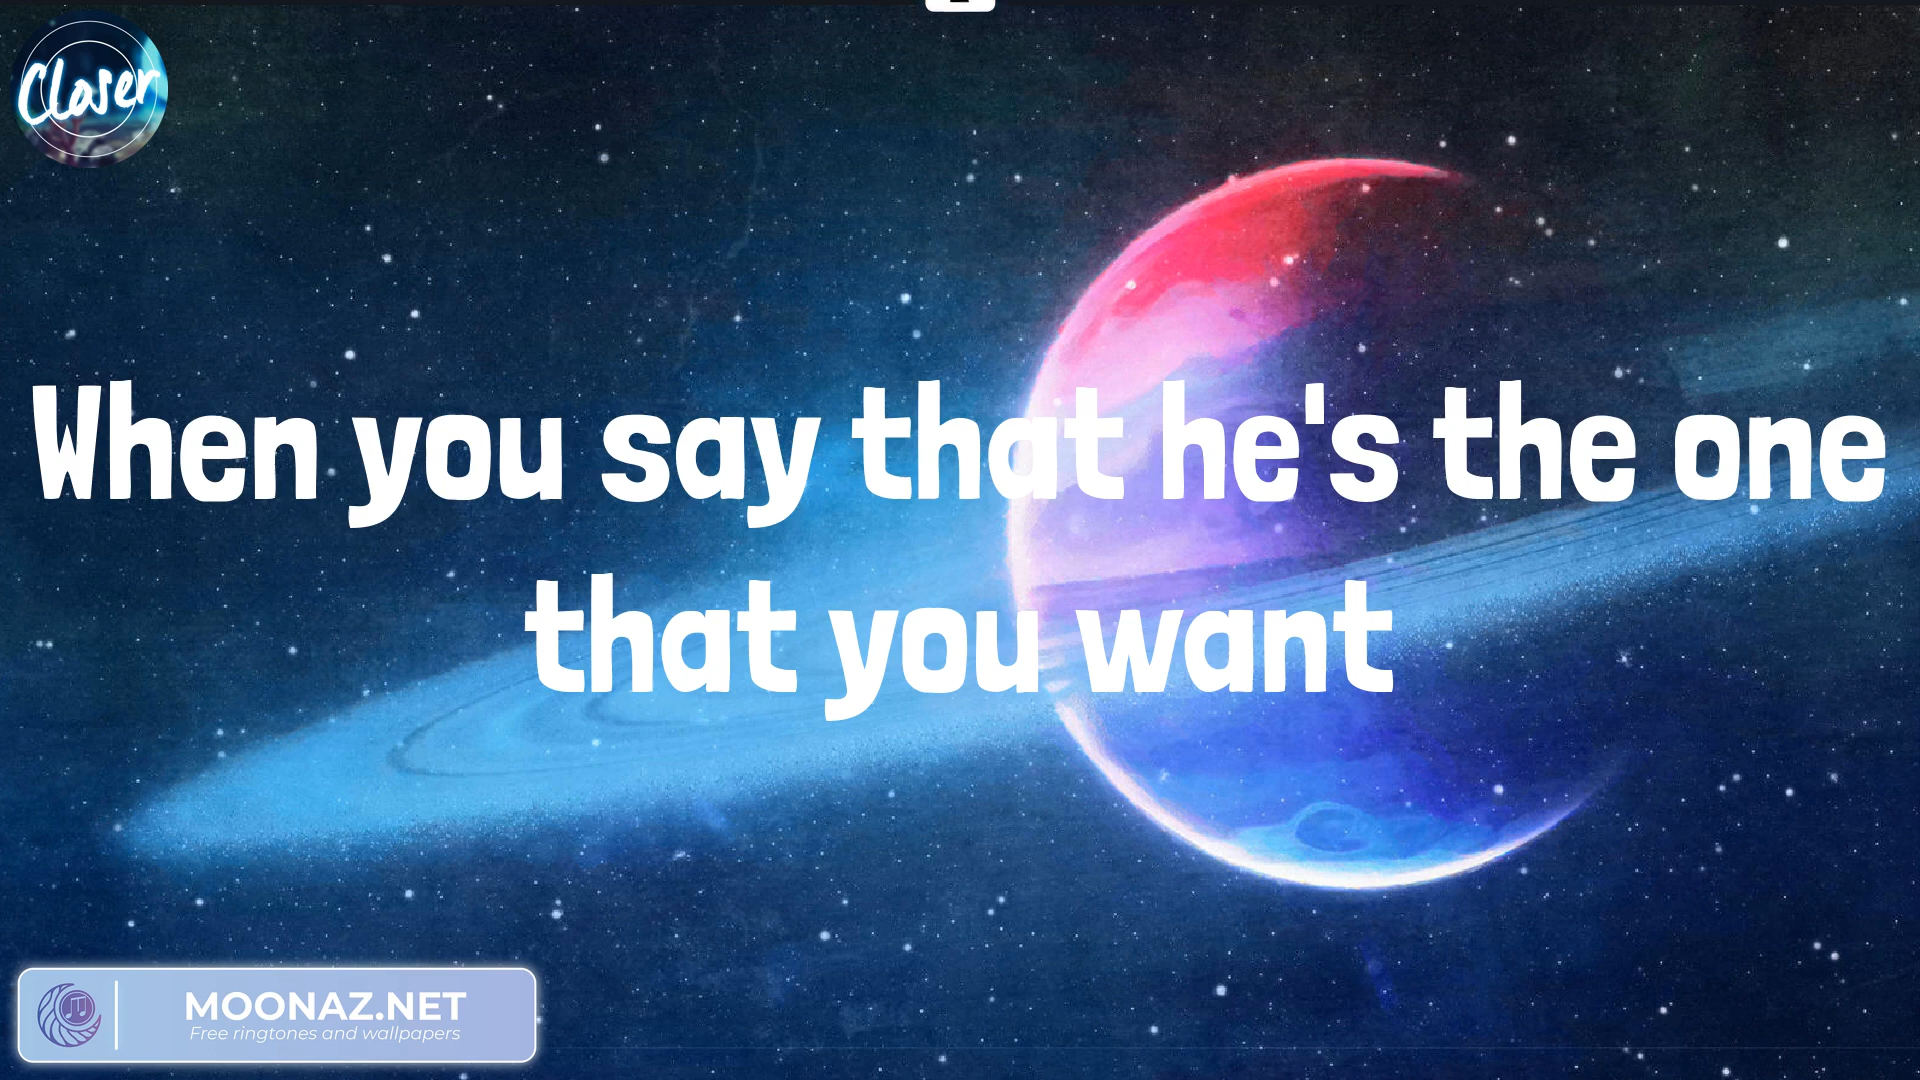 Closer
When you say that he's the one
that you want
MOONAZ.NET
Free ringtones and wallpapers